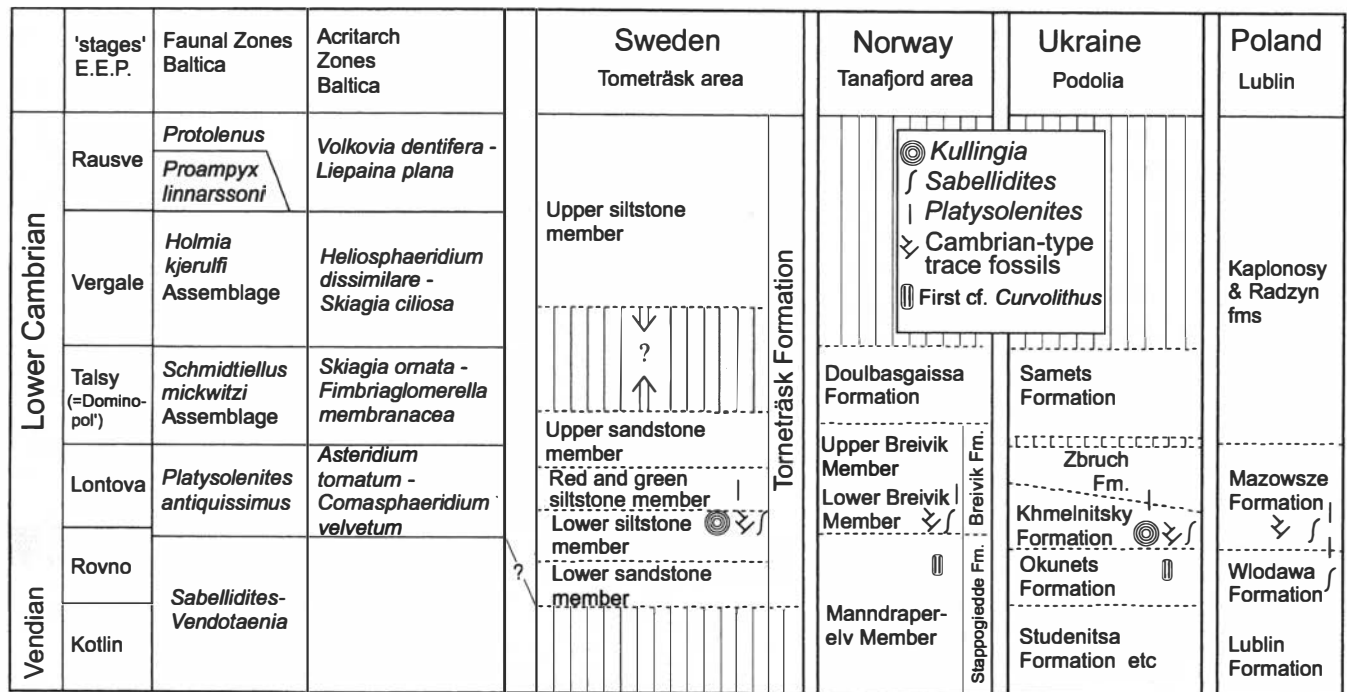 'stages'
E.E.P.
Faunal Zones
Baltica
Acritarch
Zones
Baltica
Sweden
Tometräsk area
Norway
Tanafjord area
Ukraine
Podolia
Poland
Lublin
Lower Cambrian
Vendian
Rausve
Vergale
Talsy
(=Domino-
pol')
Lontova
Rovno
Kotlin
Protolenus
Proampyx
linnarssoni
Holmia
kjerulfi
Assemblage
Schmidtiellus
mickwitzi
Assemblage
Platysolenites
antiquissimus
Sabellidites-
Vendotaenia
Volkovia dentifera -
Liepaina plana
Heliosphaeridium
dissimilare -
Skiagia ciliosa
Skiagia ornata -
Fimbriaglomerella
membranacea
Asteridium
tornatum -
Comasphaeridium
velvetum
?
Upper siltstone
member
?
Upper sandstone
member
Red and green
siltstone member
Lower siltstone
member
Lower sandstone
member
Torneträsk Formation
Doulbasgaissa
Formation
Upper Breivik
Member
Lower Breivik
Member
Manndraper-
elv Member
Breivik Fm.
Stappogiedde Fm.
Kullingia
Sabellidites
Platysolenites
Cambrian-type
trace fossils
First cf. Curvolithus
Samets
Formation
Zbruch
Fm.
Khmelnitsky
Formation
Okunets
Formation
Studenitsa
Formation etc
Kaplonosy
& Radzyn
fms
Mazowsze
Formation
Wlodawa
Formation
Lublin
Formation